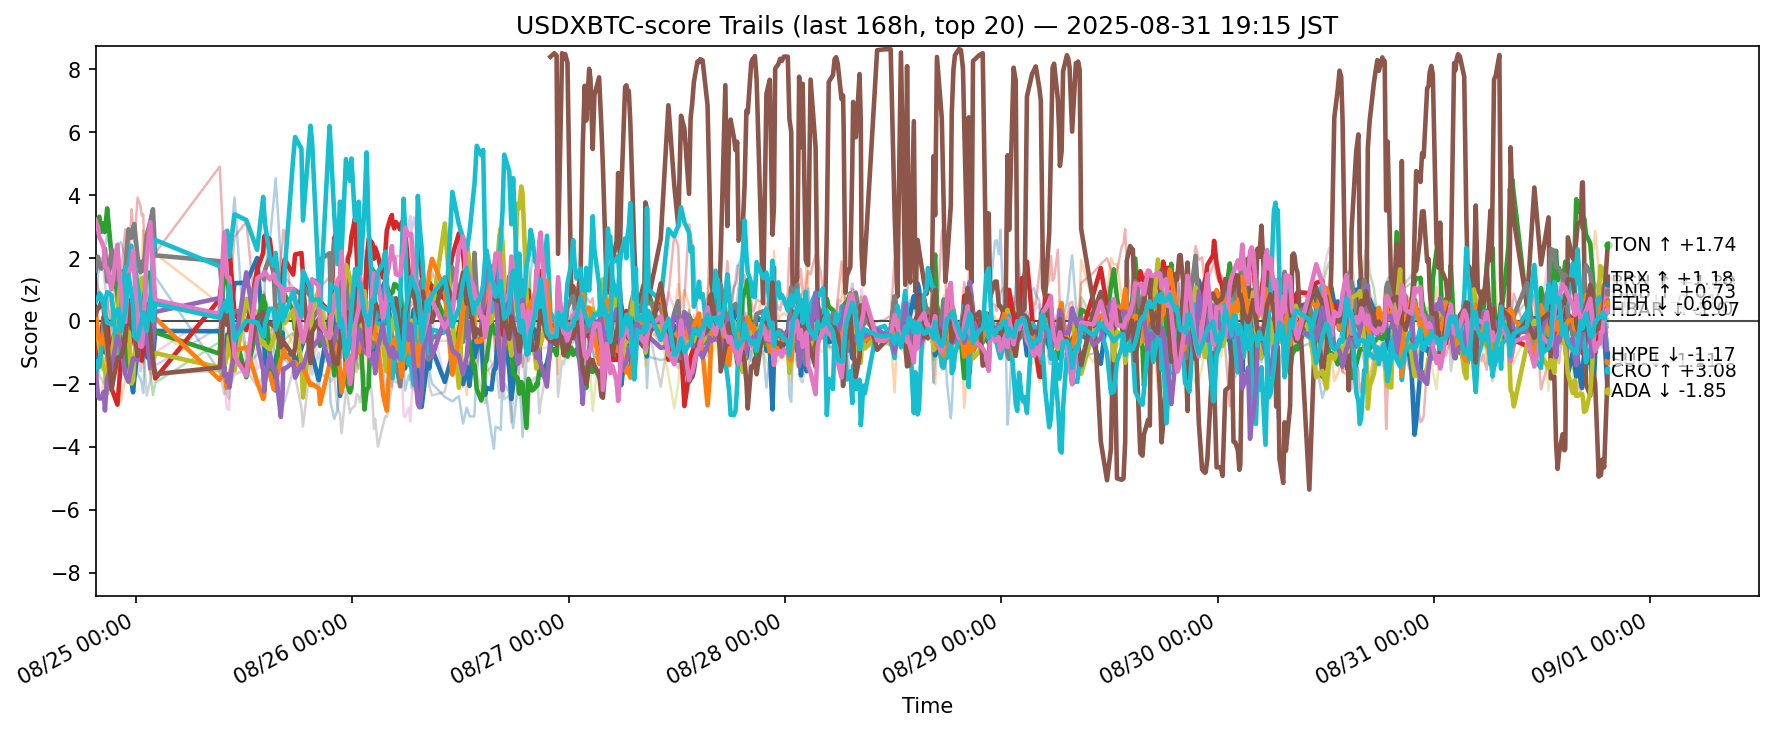 USDXBTC-score Trails (last 168h, top 20) — 2025-08-31 19:15 JST
Score (z)
8
6
4
2
0
−2
−4
−6
−8
TON ↑ +1.74
TRX ↑ +1.18
BNB ↑ +0.73
ETH ↓ -0.60
HBAR ↓ -1.07
HYPE ↓ -1.17
CRO ↑ +3.08
ADA ↓ -1.85
08/25 00:00
08/26 00:00
08/27 00:00
08/28 00:00
08/29 00:00
08/30 00:00
08/31 00:00
09/01 00:00
Time